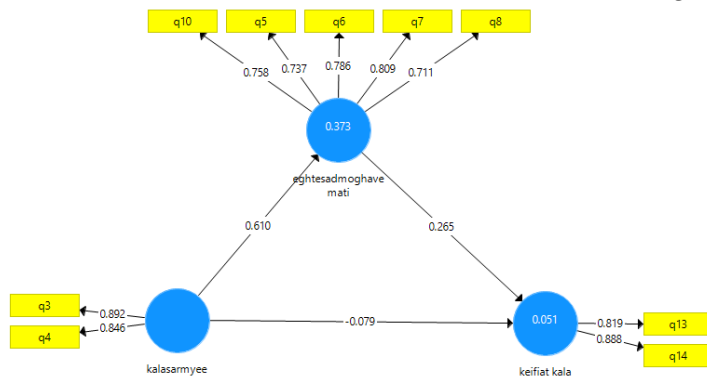 q10 q5 q6 q7 q8
0.758 0.737 0.786 0.809 0.711
0.373
eghtesadmoghave
mati
0.610 0.265
q3 0.892
q4 0.846
-0.079
0.051
0.819 q13
0.888 q14
kalasarmyee
keifiat kala